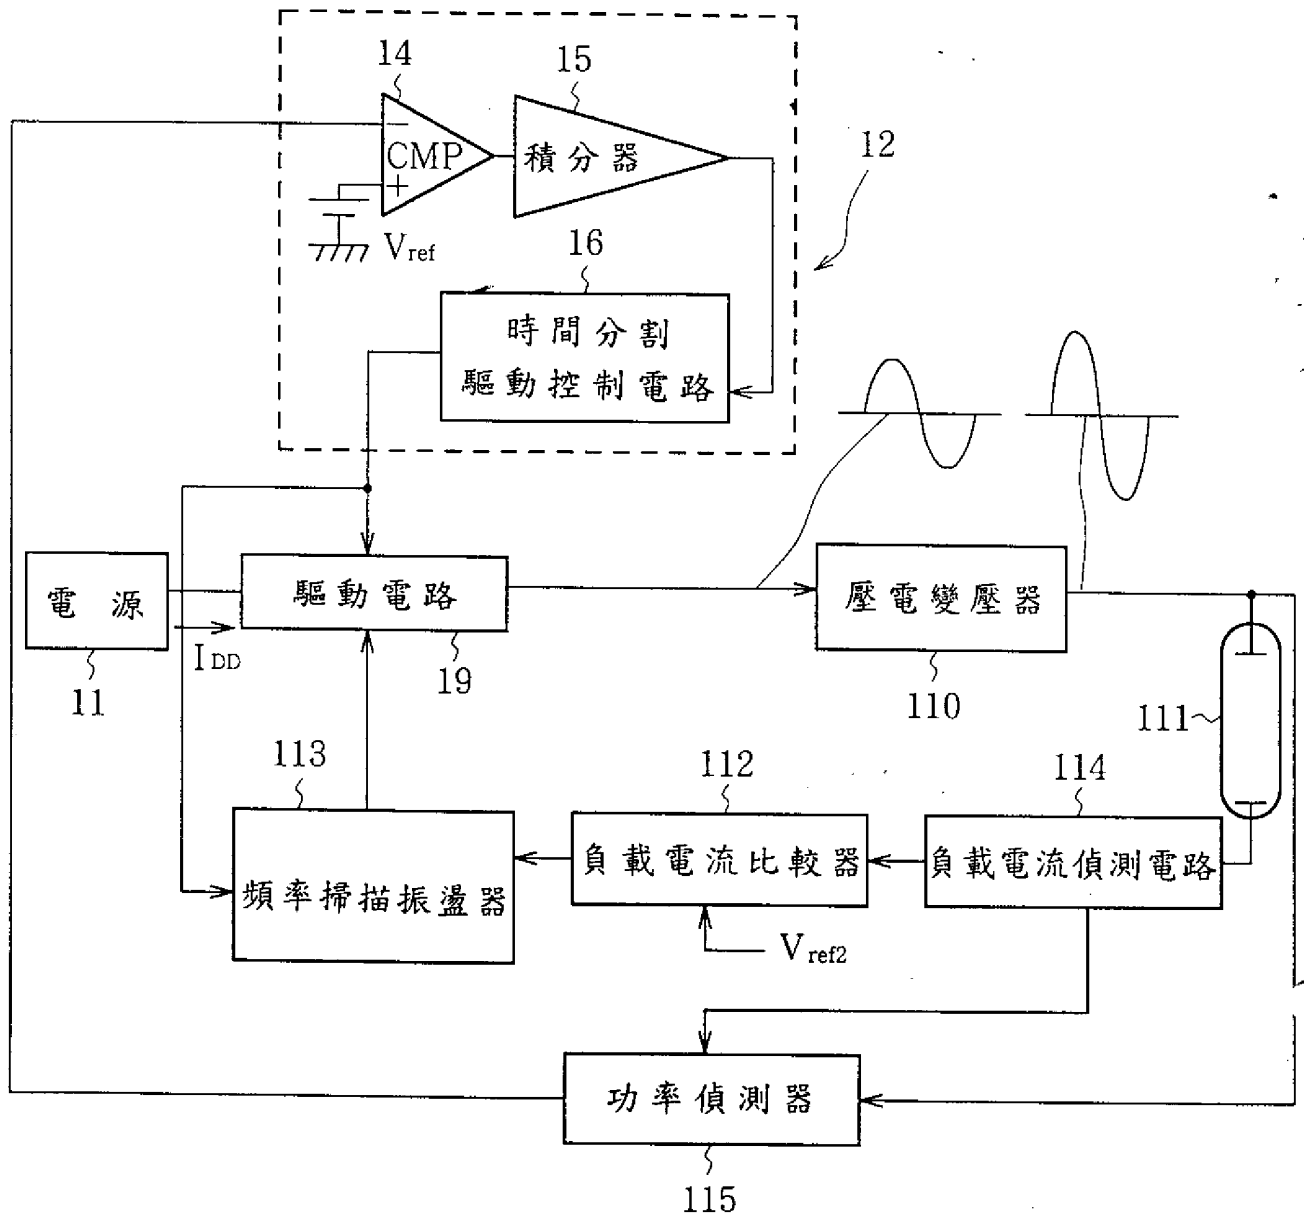 14
15
CMP
積分器
12
Vref
16
時間分割
驅動控制電路
電源
驅動電路
壓電變壓器
IDD
11
19
110
111
113
112
114
頻率掃描振盪器
負載電流比較器
負載電流偵測電路
Vref2
功率偵測器
115